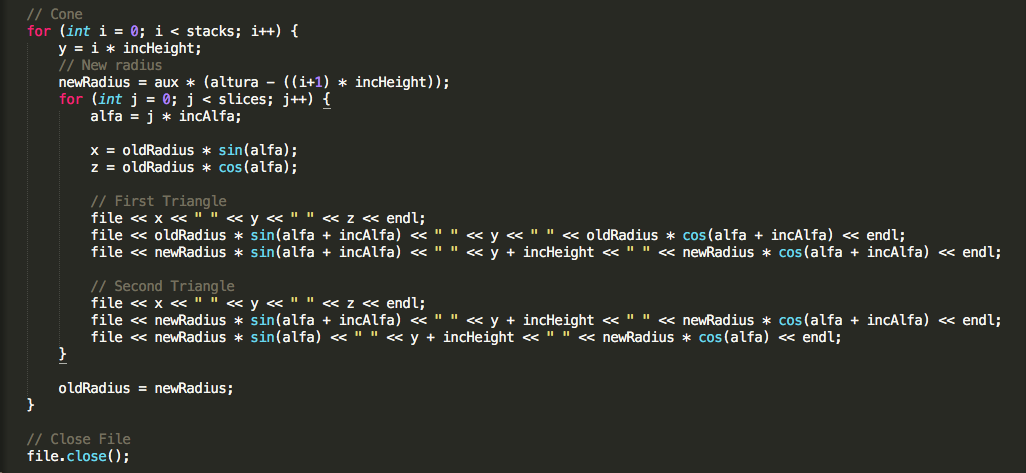 // Cone
for (int i = 0; i < stacks; i++) {
    y = i * incHeight;
    // New radius
    newRadius = aux * (altura - ((i+1) * incHeight));
    for (int j = 0; j < slices; j++) {
        alfa = j * incAlfa;

        x = oldRadius * sin(alfa);
        z = oldRadius * cos(alfa);

        // First Triangle
        file << x << " " << y << " " << z << endl;
        file << oldRadius * sin(alfa + incAlfa) << " " << y << " " << oldRadius * cos(alfa + incAlfa) << endl;
        file << newRadius * sin(alfa + incAlfa) << " " << y + incHeight << " " << newRadius * cos(alfa + incAlfa) << endl;

        // Second Triangle
        file << x << " " << y << " " << z << endl;
        file << newRadius * sin(alfa + incAlfa) << " " << y + incHeight << " " << newRadius * cos(alfa + incAlfa) << endl;
        file << newRadius * sin(alfa) << " " << y + incHeight << " " << newRadius * cos(alfa) << endl;
    }

    oldRadius = newRadius;
}

// Close File
file.close();